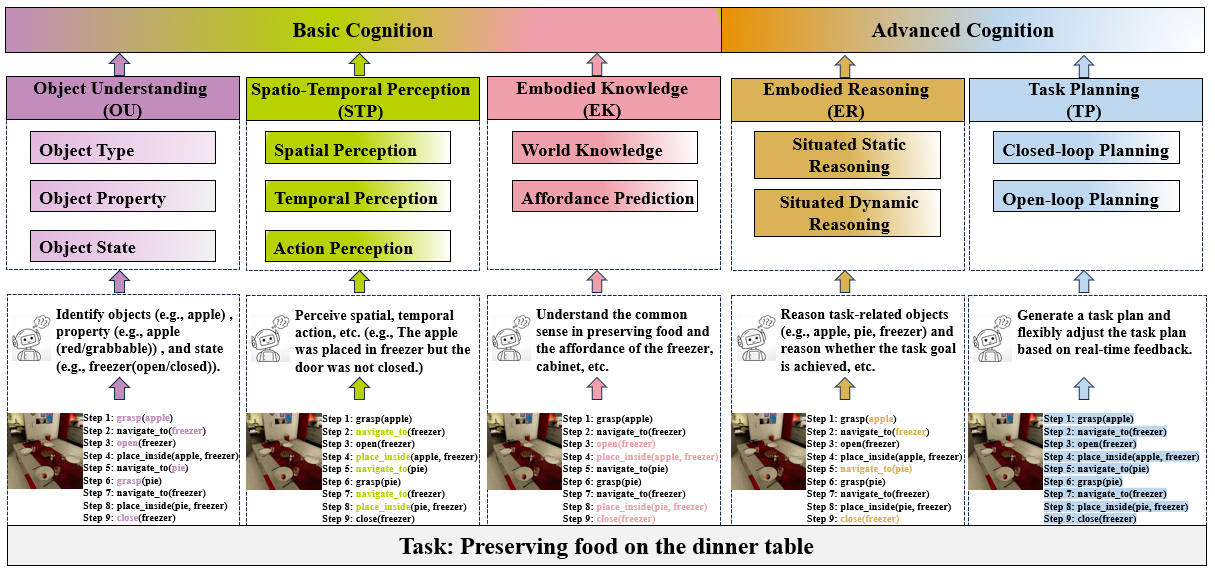 Basic Cognition
Advanced Cognition
Object Understanding
(OU)
Spatio-Temporal Perception
(STP)
Embodied Knowledge
(EK)
Embodied Reasoning
(ER)
Task Planning
(TP)
Object Type
Object Property
Object State
Spatial Perception
Temporal Perception
Action Perception
World Knowledge
Affordance Prediction
Situated Static
Reasoning
Situated Dynamic
Reasoning
Closed-loop Planning
Open-loop Planning
Identify objects (e.g., apple) ,
property (e.g., apple
(red/grabbable)) , and state
(e.g., freezer(open/closed)).
Perceive spatial, temporal
action, etc. (e.g., The apple
was placed in freezer but the
door was not closed.)
Understand the common
sense in preserving food and
the affordance of the freezer,
cabinet, etc.
Reason task-related objects
(e.g., apple, pie, freezer) and
reason whether the task goal
is achieved, etc.
Generate a task plan and
flexibly adjust the task plan
based on real-time feedback.
Step 1: grasp(apple)
Step 2: navigate_to(freezer)
Step 3: open(freezer)
Step 4: place_inside(apple, freezer)
Step 5: navigate_to(pie)
Step 6: grasp(pie)
Step 7: navigate_to(freezer)
Step 8: place_inside(pie, freezer)
Step 9: close(freezer)
Step 1: grasp(apple)
Step 2: navigate_to(freezer)
Step 3: open(freezer)
Step 4: place_inside(apple, freezer)
Step 5: navigate_to(pie)
Step 6: grasp(pie)
Step 7: navigate_to(freezer)
Step 8: place_inside(pie, freezer)
Step 9: close(freezer)
Step 1: grasp(apple)
Step 2: navigate_to(freezer)
Step 3: open(freezer)
Step 4: place_inside(apple, freezer)
Step 5: navigate_to(pie)
Step 6: grasp(pie)
Step 7: navigate_to(freezer)
Step 8: place_inside(pie, freezer)
Step 9: close(freezer)
Step 1: grasp(apple)
Step 2: navigate_to(freezer)
Step 3: open(freezer)
Step 4: place_inside(apple, freezer)
Step 5: navigate_to(pie)
Step 6: grasp(pie)
Step 7: navigate_to(freezer)
Step 8: place_inside(pie, freezer)
Step 9: close(freezer)
Step 1: grasp(apple)
Step 2: navigate_to(freezer)
Step 3: open(freezer)
Step 4: place_inside(apple, freezer)
Step 5: navigate_to(pie)
Step 6: grasp(pie)
Step 7: navigate_to(freezer)
Step 8: place_inside(pie, freezer)
Step 9: close(freezer)
Task: Preserving food on the dinner table